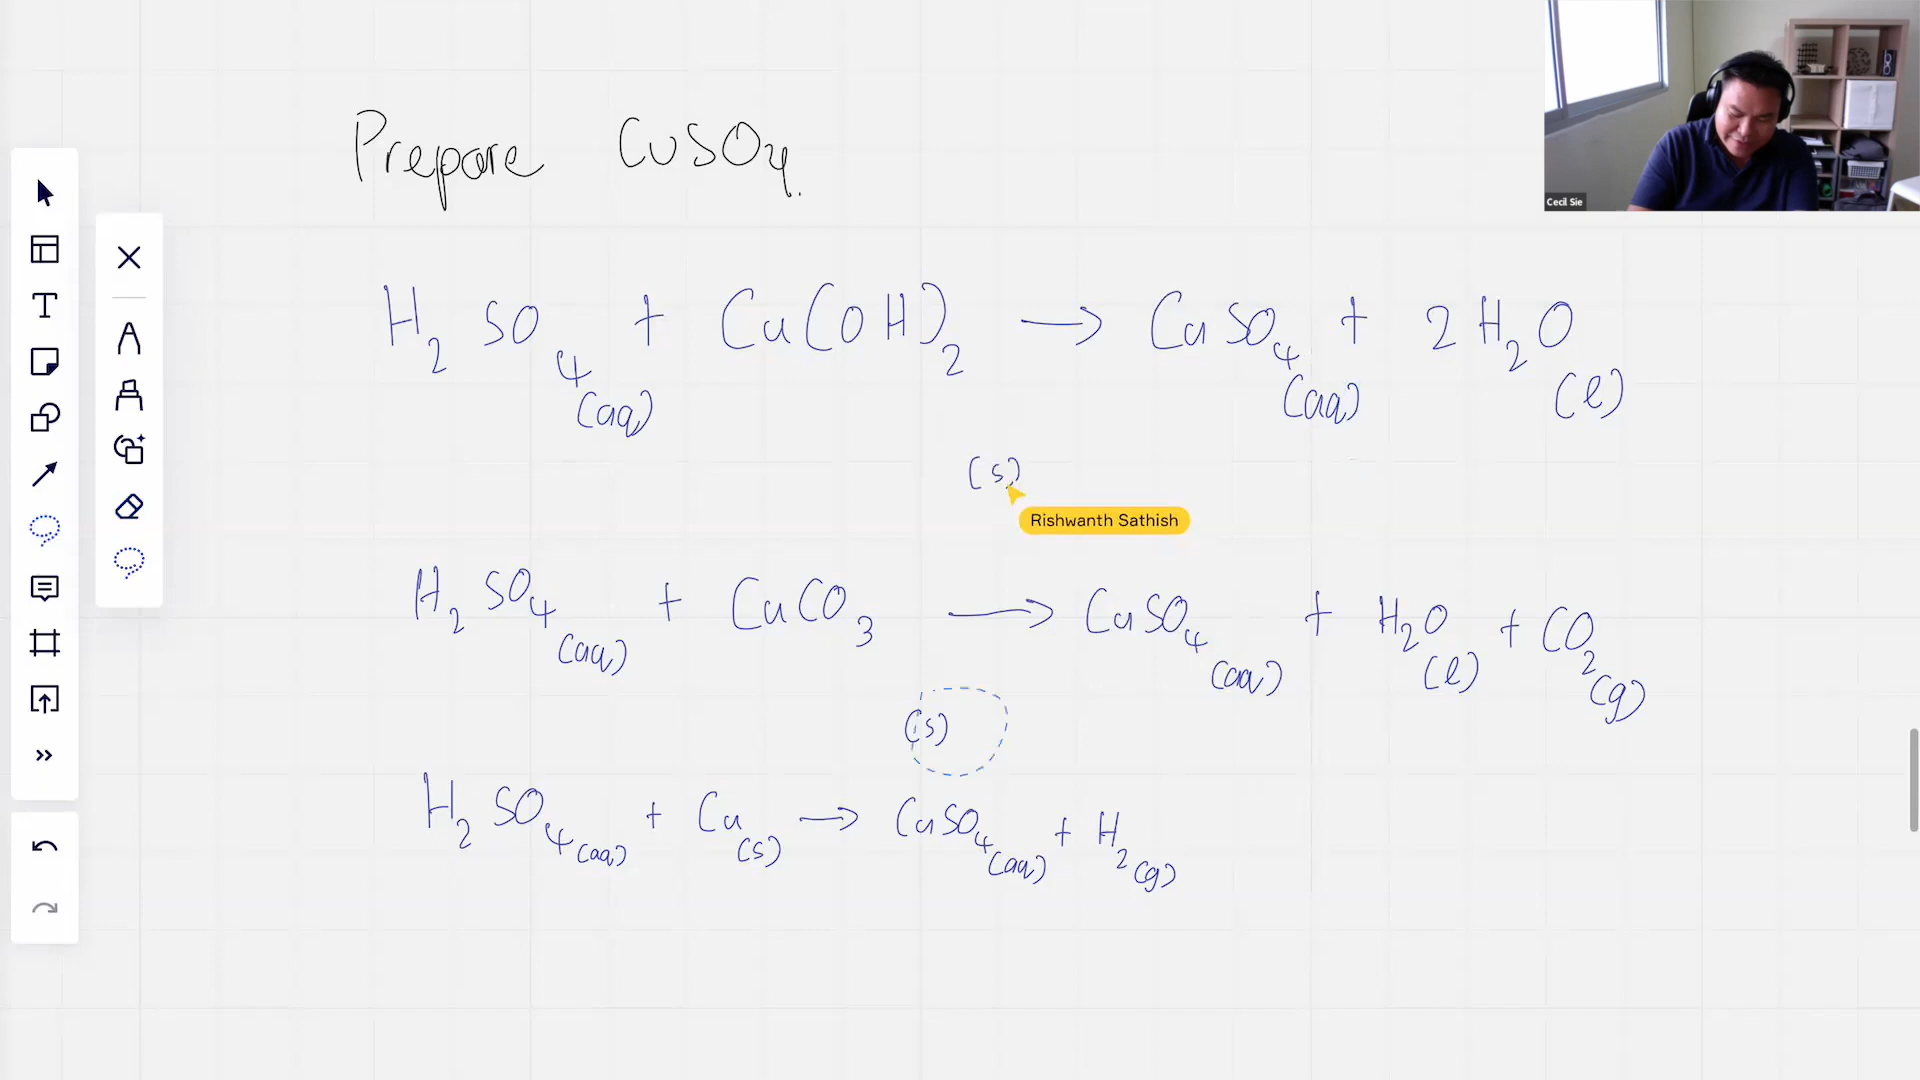 Cecil Sie
Prepare CuSO4.
H2SO4(aq) + Cu(OH)2 → CuSO4(aq) + 2H2O(l)
(s)
Rishwanth Sathish
H2SO4(aq) + CuCO3 → CuSO4(aq) + H2O(l) + CO2(g)
(s)
H2SO4(aq) + Cu(s) → CuSO4(aq) + H2(g)